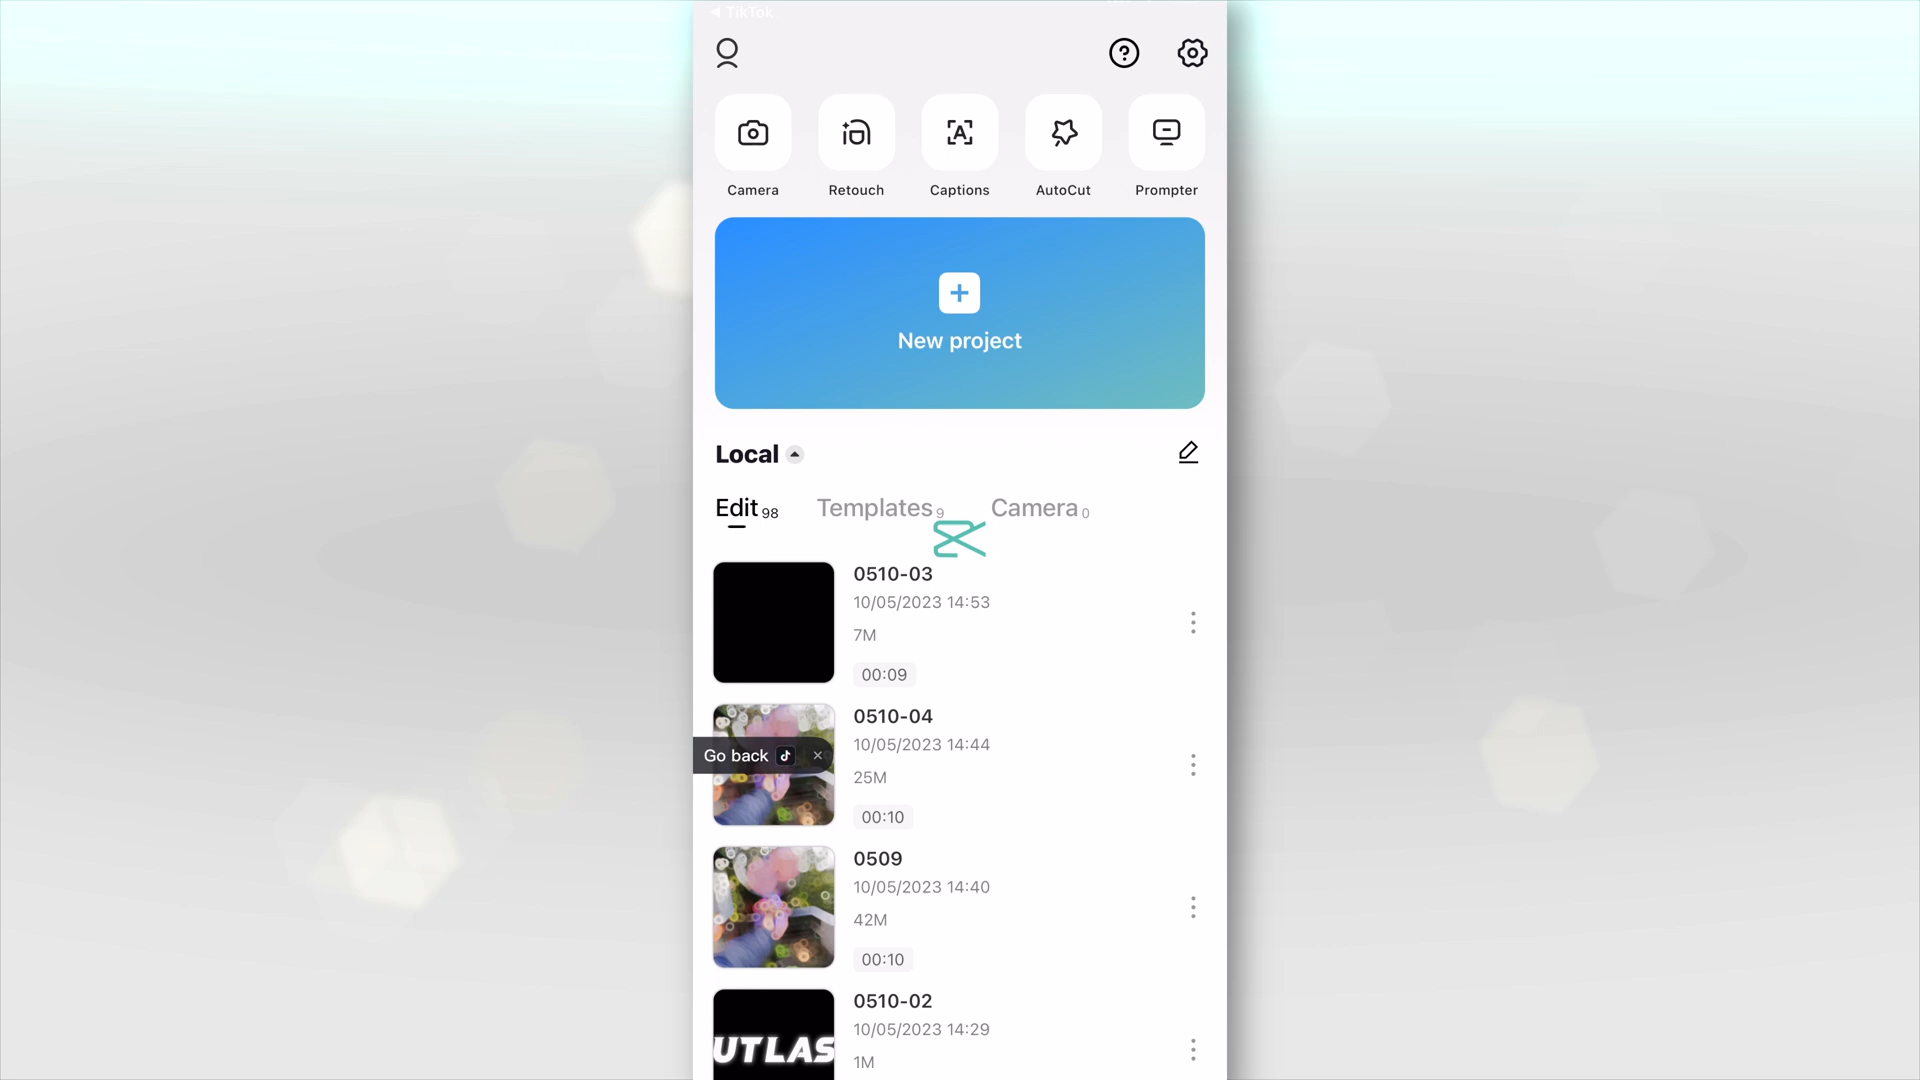 TikTok
Camera
Retouch
Captions
AutoCut
Prompter
New project
Local
Edit 98
Templates 9
Camera 0
0510-03
10/05/2023 14:53
7M
00:09
0510-04
10/05/2023 14:44
25M
00:10
Go back
0509
10/05/2023 14:40
42M
00:10
0510-02
10/05/2023 14:29
1M
UTLAS